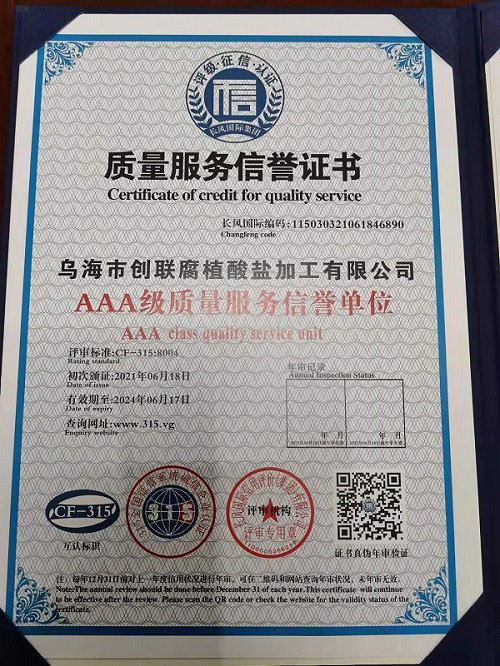 评级·征信·认证
信
长风国际集团
质量服务信誉证书
Certificate of credit for quality service
长风国际编码:115030321061846890
Changfeng code
乌海市创联腐植酸盐加工有限公司
AAA级质量服务信誉单位
AAA class quality service unit
评审标准:CF-315:8004
Rating standard
初次颁证:2021年06月18日
Date of issue
有效期至:2024年06月17日
Date of expiry
查询网址:www.315.vg
Enquiry website
年审记录
Annual Inspection Status
年 月
年 月
CF-315
互认标识
315
评审机构
评审专用章
证书真伪年审验证
注:每年12月31日前对上一年度信用状况进行年审,可在二维码和网站查询年审状况,未年审无效。
Note:The annual review should be done before December 31 of each year.This certificate will continue
to be effective after the review. Please scan the QR code or check the website for the validity status of the
certificate.